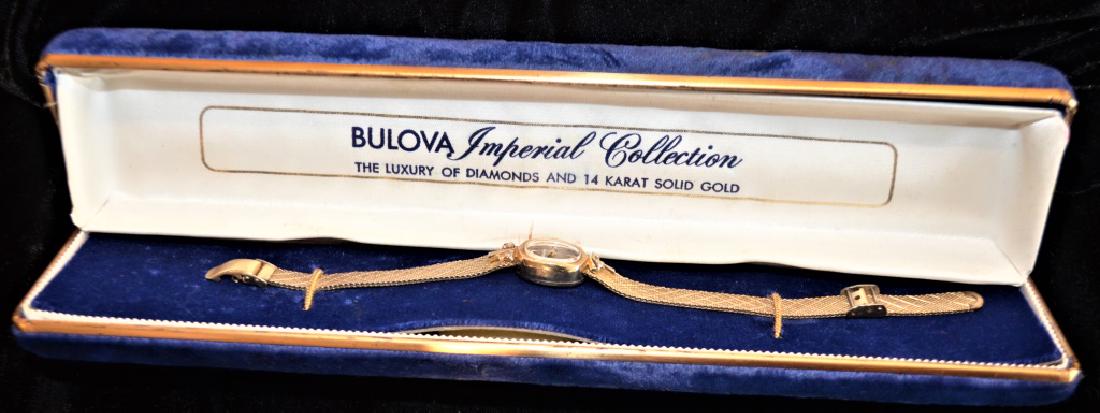 BULOVA Imperial Collection
THE LUXURY OF DIAMONDS AND 14 KARAT SOLID GOLD